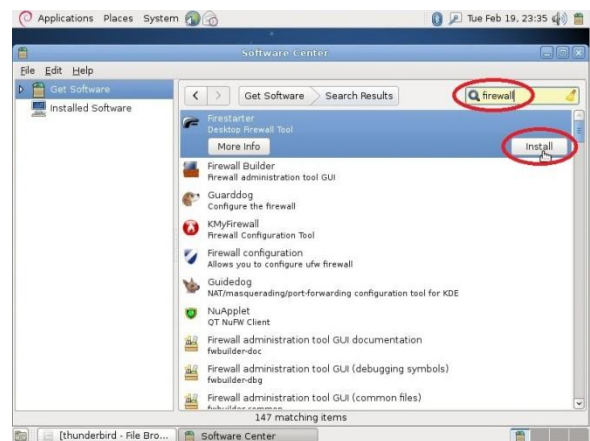 Applications Places System Tue Feb 19, 23:35
Software Center
File Edit Help
Get Software
Installed Software
Get Software Search Results firewall
Firestarter
Desktop Firewall Tool
More Info Install
Firewall Builder
Firewall administration tool GUI
Guarddog
Configure the firewall
KMyFirewall
Firewall Configuration Tool
Firewall configuration
Allows you to configure ufw firewall
Guidedog
NAT/masquerading/port-forwarding configuration tool for KDE
NuApplet
QT NuFW Client
Firewall administration tool GUI documentation
fwbuilder-doc
Firewall administration tool GUI (debugging symbols)
fwbuilder-dbg
Firewall administration tool GUI (common files)
fwbuilder-common
147 matching items
[thunderbird - File Bro... Software Center